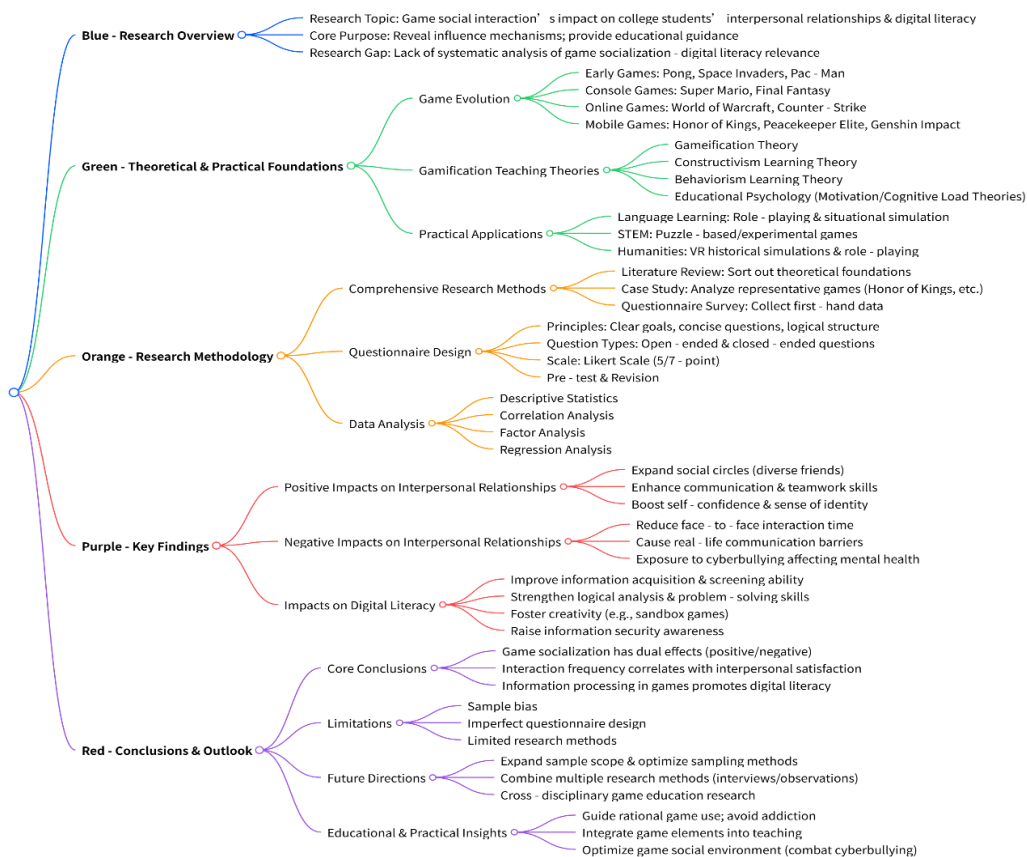 Research Topic: Game social interaction’s impact on college students’ interpersonal relationships & digital literacy
Blue - Research Overview
Core Purpose: Reveal influence mechanisms; provide educational guidance
Research Gap: Lack of systematic analysis of game socialization - digital literacy relevance
Green - Theoretical & Practical Foundations
Game Evolution
Early Games: Pong, Space Invaders, Pac - Man
Console Games: Super Mario, Final Fantasy
Online Games: World of Warcraft, Counter - Strike
Mobile Games: Honor of Kings, Peacekeeper Elite, Genshin Impact
Gamification Teaching Theories
Gameification Theory
Constructivism Learning Theory
Behaviorism Learning Theory
Educational Psychology (Motivation/Cognitive Load Theories)
Practical Applications
Language Learning: Role - playing & situational simulation
STEM: Puzzle - based/experimental games
Humanities: VR historical simulations & role - playing
Orange - Research Methodology
Comprehensive Research Methods
Literature Review: Sort out theoretical foundations
Case Study: Analyze representative games (Honor of Kings, etc.)
Questionnaire Survey: Collect first - hand data
Questionnaire Design
Principles: Clear goals, concise questions, logical structure
Question Types: Open - ended & closed - ended questions
Scale: Likert Scale (5/7 - point)
Pre - test & Revision
Data Analysis
Descriptive Statistics
Correlation Analysis
Factor Analysis
Regression Analysis
Purple - Key Findings
Positive Impacts on Interpersonal Relationships
Expand social circles (diverse friends)
Enhance communication & teamwork skills
Boost self - confidence & sense of identity
Negative Impacts on Interpersonal Relationships
Reduce face - to - face interaction time
Cause real - life communication barriers
Exposure to cyberbullying affecting mental health
Impacts on Digital Literacy
Improve information acquisition & screening ability
Strengthen logical analysis & problem - solving skills
Foster creativity (e.g., sandbox games)
Raise information security awareness
Red - Conclusions & Outlook
Core Conclusions
Game socialization has dual effects (positive/negative)
Interaction frequency correlates with interpersonal satisfaction
Information processing in games promotes digital literacy
Limitations
Sample bias
Imperfect questionnaire design
Limited research methods
Future Directions
Expand sample scope & optimize sampling methods
Combine multiple research methods (interviews/observations)
Cross - disciplinary game education research
Educational & Practical Insights
Guide rational game use; avoid addiction
Integrate game elements into teaching
Optimize game social environment (combat cyberbullying)